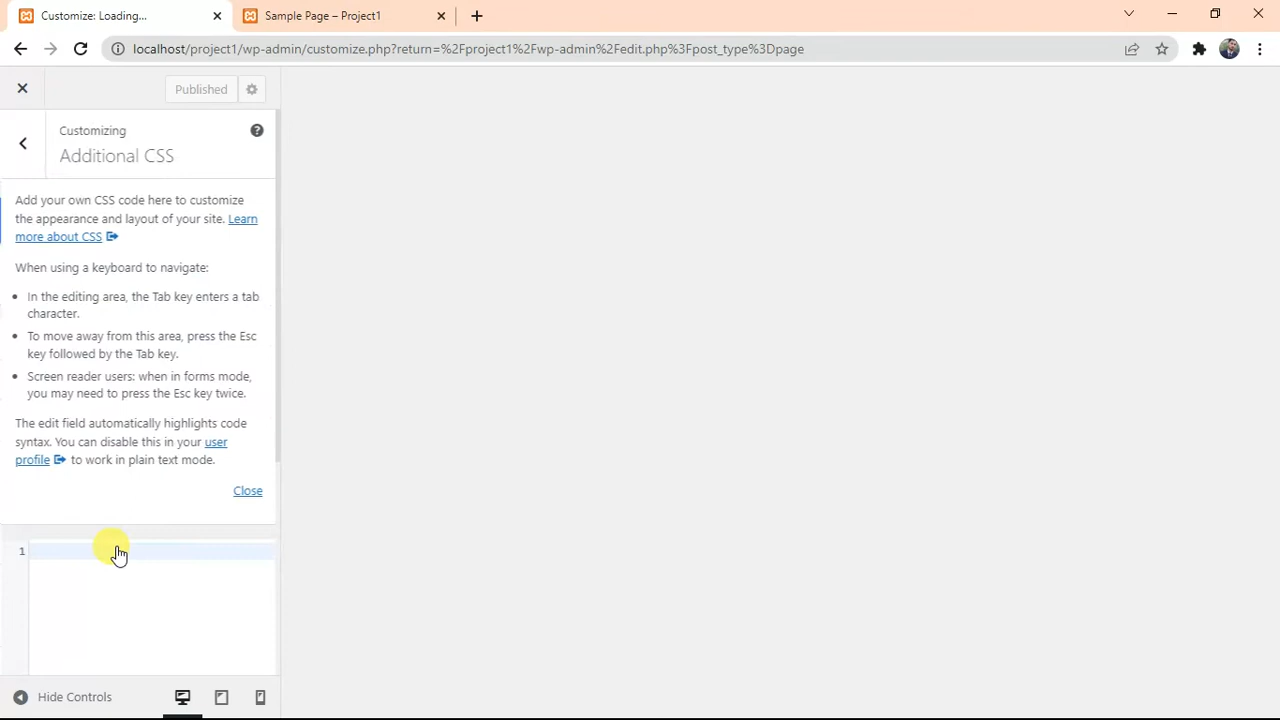 Customize: Loading...
Sample Page – Project1
localhost/project1/wp-admin/customize.php?return=%2Fproject1%2Fwp-admin%2Fedit.php%3Fpost_type%3Dpage
Published
Customizing
Additional CSS
Add your own CSS code here to customize
the appearance and layout of your site. Learn
more about CSS
When using a keyboard to navigate:
• In the editing area, the Tab key enters a tab
character.
• To move away from this area, press the Esc
key followed by the Tab key.
• Screen reader users: when in forms mode,
you may need to press the Esc key twice.
The edit field automatically highlights code
syntax. You can disable this in your user
profile to work in plain text mode.
Close
1
Hide Controls